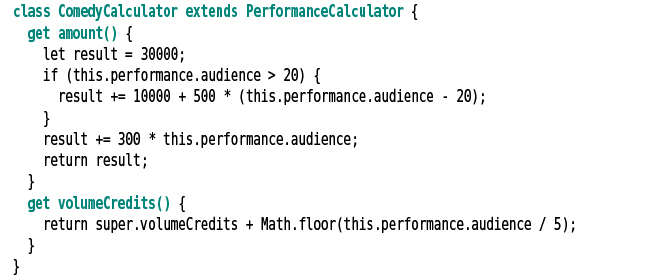 class ComedyCalculator extends PerformanceCalculator {
  get amount() {
    let result = 30000;
    if (this.performance.audience > 20) {
      result += 10000 + 500 * (this.performance.audience - 20);
    }
    result += 300 * this.performance.audience;
    return result;
  }
  get volumeCredits() {
    return super.volumeCredits + Math.floor(this.performance.audience / 5);
  }
}